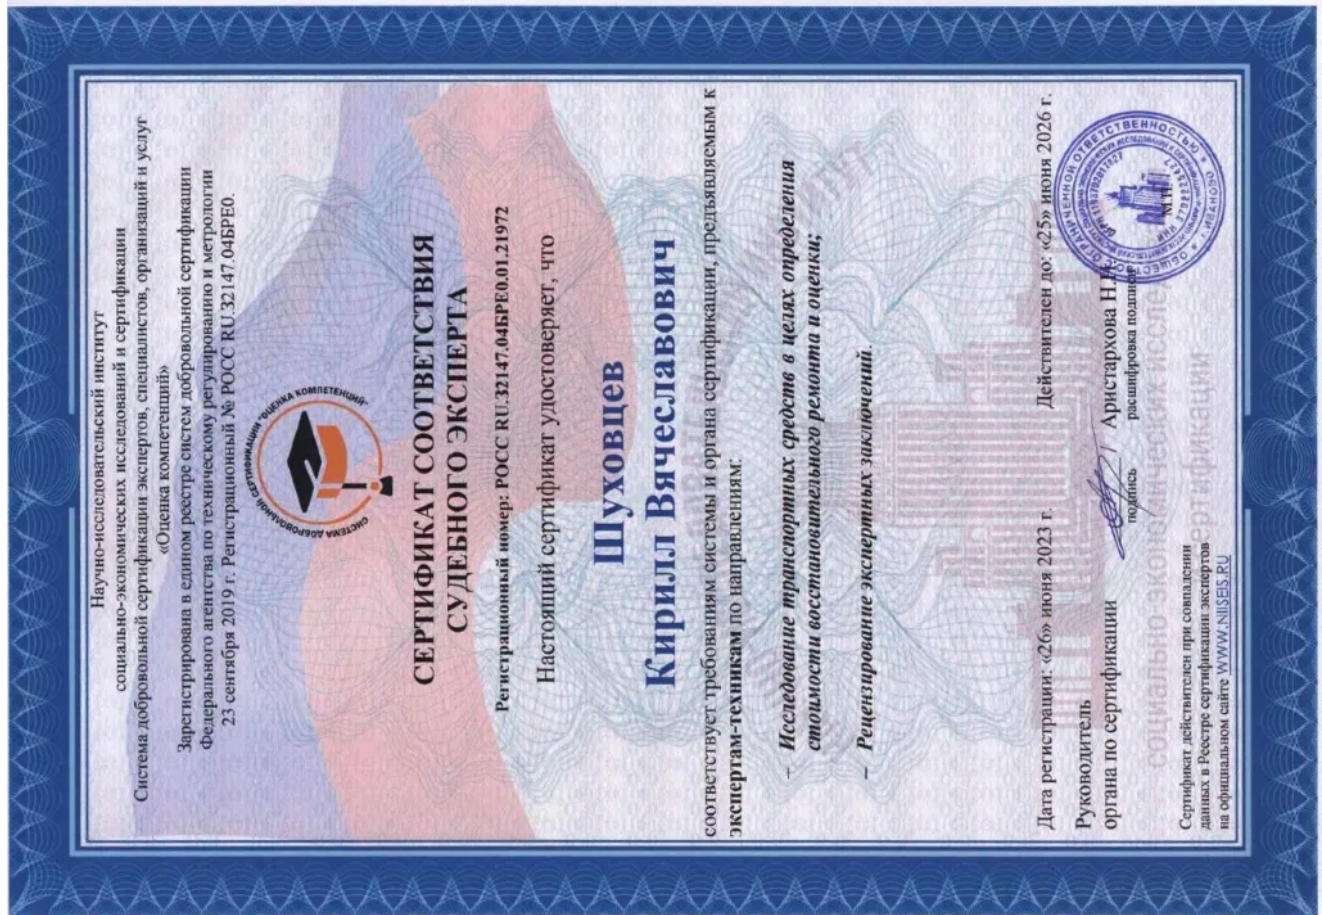 Научно-исследовательский институт
социально-экономических исследований и сертификации
Система добровольной сертификации экспертов, специалистов, организаций и услуг
«Оценка компетенций»
Зарегистрирована в едином реестре систем добровольной сертификации
Федерального агентства по техническому регулированию и метрологии
23 сентября 2019 г. Регистрационный № РОСС RU.32147.04БРЕ0.
СИСТЕМА ДОБРОВОЛЬНОЙ СЕРТИФИКАЦИИ "ОЦЕНКА КОМПЕТЕНЦИЙ"
СЕРТИФИКАТ СООТВЕТСТВИЯ
СУДЕБНОГО ЭКСПЕРТА
Регистрационный номер: РОСС RU.32147.04БРЕ0.01.21972
Настоящий сертификат удостоверяет, что
Шуховцев
Кирилл Вячеславович
соответствует требованиям системы и органа сертификации, предъявляемым к
экспертам-техникам по направлениям:
– Исследование транспортных средств в целях определения
стоимости восстановительного ремонта и оценки;
– Рецензирование экспертных заключений.
Дата регистрации: «26» июня 2023 г. Действителен до: «25» июня 2026 г.
Руководитель
органа по сертификации Аристархова Н.И.
подпись расшифровка подписи
М.П.
Сертификат действителен при совпадении
данных в Реестре сертификации экспертов
на официальном сайте WWW.NIISEIS.RU